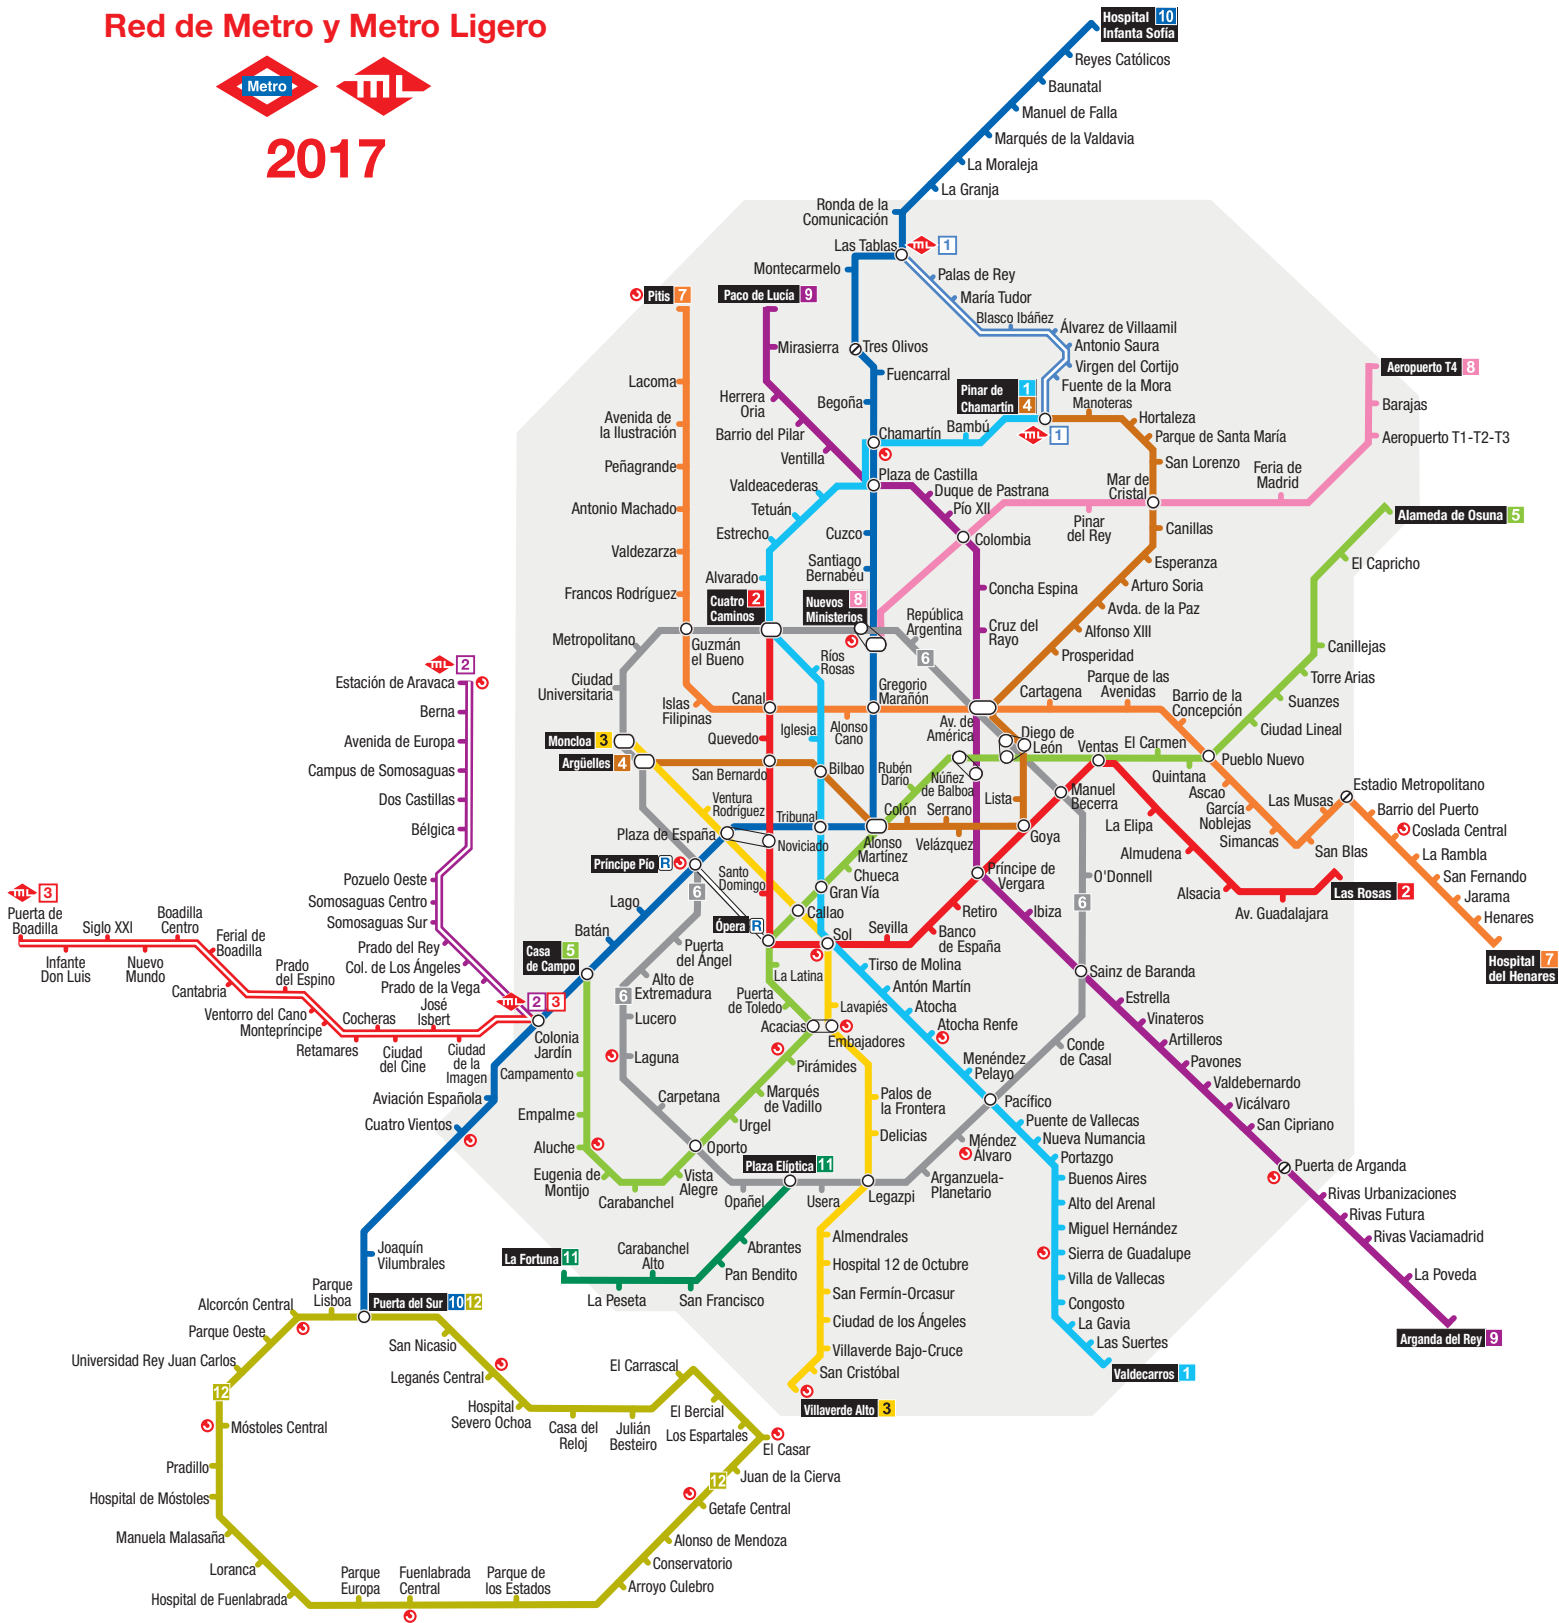 Red de Metro y Metro Ligero
Metro
ML
2017
Hospital 10
Infanta Sofía
Reyes Católicos
Baunatal
Manuel de Falla
Marqués de la Valdavia
La Moraleja
La Granja
Ronda de la
Comunicación
Las Tablas
ML 1
Montecarmelo
Palas de Rey
María Tudor
Blasco Ibáñez
Álvarez de Villaamil
Antonio Saura
Virgen del Cortijo
Fuente de la Mora
Pitis 7
Paco de Lucía 9
Mirasierra
Tres Olivos
Fuencarral
Begoña
Pinar de 1
Chamartín 4
ML 1
Manoteras
Hortaleza
Parque de Santa María
San Lorenzo
Aeropuerto T4 8
Barajas
Aeropuerto T1-T2-T3
Feria de
Madrid
Mar de
Cristal
Lacoma
Avenida de
la Ilustración
Peñagrande
Antonio Machado
Valdezarza
Francos Rodríguez
Herrera
Oria
Barrio del Pilar
Ventilla
Chamartín
Bambú
Plaza de Castilla
Duque de Pastrana
Pío XII
Colombia
Pinar
del Rey
Canillas
Esperanza
Arturo Soria
Avda. de la Paz
Alfonso XIII
Prosperidad
Alameda de Osuna 5
El Capricho
Canillejas
Torre Arias
Suanzes
Ciudad Lineal
Valdeacederas
Tetuán
Estrecho
Alvarado
Cuzco
Santiago
Bernabéu
Concha Espina
Cruz del
Rayo
Cuatro 2
Caminos
Nuevos 8
Ministerios
República
Argentina
6
Metropolitano
Guzmán
el Bueno
Ciudad
Universitaria
Ríos
Rosas
Islas
Filipinas
Canal
Gregorio
Marañón
Alonso
Cano
Cartagena
Parque de las
Avenidas
Barrio de la
Concepción
Iglesia
Quevedo
Av. de
América
Diego de
León
Ventas
El Carmen
Quintana
Pueblo Nuevo
Moncloa 3
Argüelles 4
San Bernardo
Bilbao
Rubén
Darío
Núñez
de Balboa
Lista
Manuel
Becerra
Ascao
García
Noblejas
Simancas
Las Musas
Estadio Metropolitano
Barrio del Puerto
Coslada Central
La Rambla
San Fernando
Jarama
Henares
Hospital 7
del Henares
San Blas
Ventura
Rodríguez
Plaza de España
Tribunal
Noviciado
Colón
Serrano
Velázquez
Goya
Alonso
Martínez
Chueca
Gran Vía
La Elipa
Almudena
Alsacia
Av. Guadalajara
Las Rosas 2
Príncipe Pío R
6
Santo
Domingo
Callao
Ópera R
Sol
Sevilla
Banco
de España
Retiro
Príncipe de
Vergara
O'Donnell
6
Ibiza
Sainz de Baranda
Estrella
Vinateros
Artilleros
Pavones
Valdebernardo
Vicálvaro
San Cipriano
Puerta de Arganda
Rivas Urbanizaciones
Rivas Futura
Rivas Vaciamadrid
La Poveda
Arganda del Rey 9
ML 2
Estación de Aravaca
Berna
Avenida de Europa
Campus de Somosaguas
Dos Castillas
Bélgica
Pozuelo Oeste
Somosaguas Centro
Somosaguas Sur
Prado del Rey
Col. de Los Ángeles
Prado de la Vega
ML 2 3
ML 3
Puerta de
Boadilla
Infante
Don Luis
Siglo XXI
Nuevo
Mundo
Boadilla
Centro
Ferial de
Boadilla
Cantabria
Prado
del Espino
Ventorro del Cano
Montepríncipe
Retamares
Cocheras
Ciudad
del Cine
José
Isbert
Ciudad
de la
Imagen
Colonia
Jardín
Lago
Batán
Casa 5
de Campo
Puerta
del Ángel
Alto de
Extremadura
6
Lucero
Laguna
Carpetana
La Latina
Puerta
de Toledo
Acacias
Lavapiés
Embajadores
Pirámides
Marqués
de Vadillo
Urgel
Oporto
Tirso de Molina
Antón Martín
Atocha
Atocha Renfe
Menéndez
Pelayo
Pacífico
Conde
de Casal
Palos de
la Frontera
Delicias
Méndez
Álvaro
Arganzuela-
Planetario
Legazpi
Puente de Vallecas
Nueva Numancia
Portazgo
Buenos Aires
Alto del Arenal
Miguel Hernández
Sierra de Guadalupe
Villa de Vallecas
Congosto
La Gavia
Las Suertes
Valdecarros 1
Campamento
Empalme
Aluche
Eugenia de
Montijo
Carabanchel
Vista
Alegre
Opañel
Plaza Elíptica 11
Usera
Abrantes
Pan Bendito
San Francisco
Carabanchel
Alto
La Peseta
La Fortuna 11
Almendrales
Hospital 12 de Octubre
San Fermín-Orcasur
Ciudad de los Ángeles
Villaverde Bajo-Cruce
San Cristóbal
Villaverde Alto 3
Aviación Española
Cuatro Vientos
Joaquín
Vilumbrales
Puerta del Sur 10 12
Parque
Lisboa
Alcorcón Central
Parque Oeste
Universidad Rey Juan Carlos
12
Móstoles Central
Pradillo
Hospital de Móstoles
Manuela Malasaña
Loranca
Hospital de Fuenlabrada
Parque
Europa
Fuenlabrada
Central
Parque de
los Estados
Arroyo Culebro
Conservatorio
Alonso de Mendoza
Getafe Central
12
Juan de la Cierva
El Casar
Los Espartales
El Bercial
El Carrascal
Julián
Besteiro
Casa del
Reloj
Hospital
Severo Ochoa
Leganés Central
San Nicasio